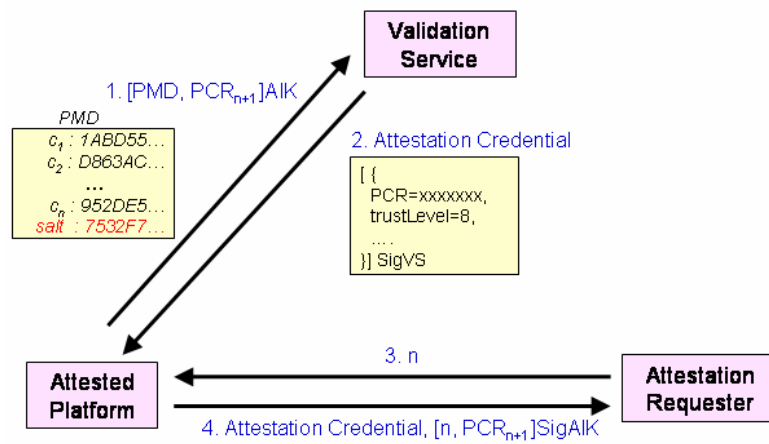 Validation
Service
1. [PMD, PCRn+1]AIK
PMD
c1 : 1ABD55...
c2 : D863AC...
...
cn : 952DE5...
salt : 7532F7...
2. Attestation Credential
[ {
PCR=xxxxxxx,
trustLevel=8,
....
}] SigVS
3. n
Attested
Platform
Attestation
Requester
4. Attestation Credential, [n, PCRn+1]SigAIK